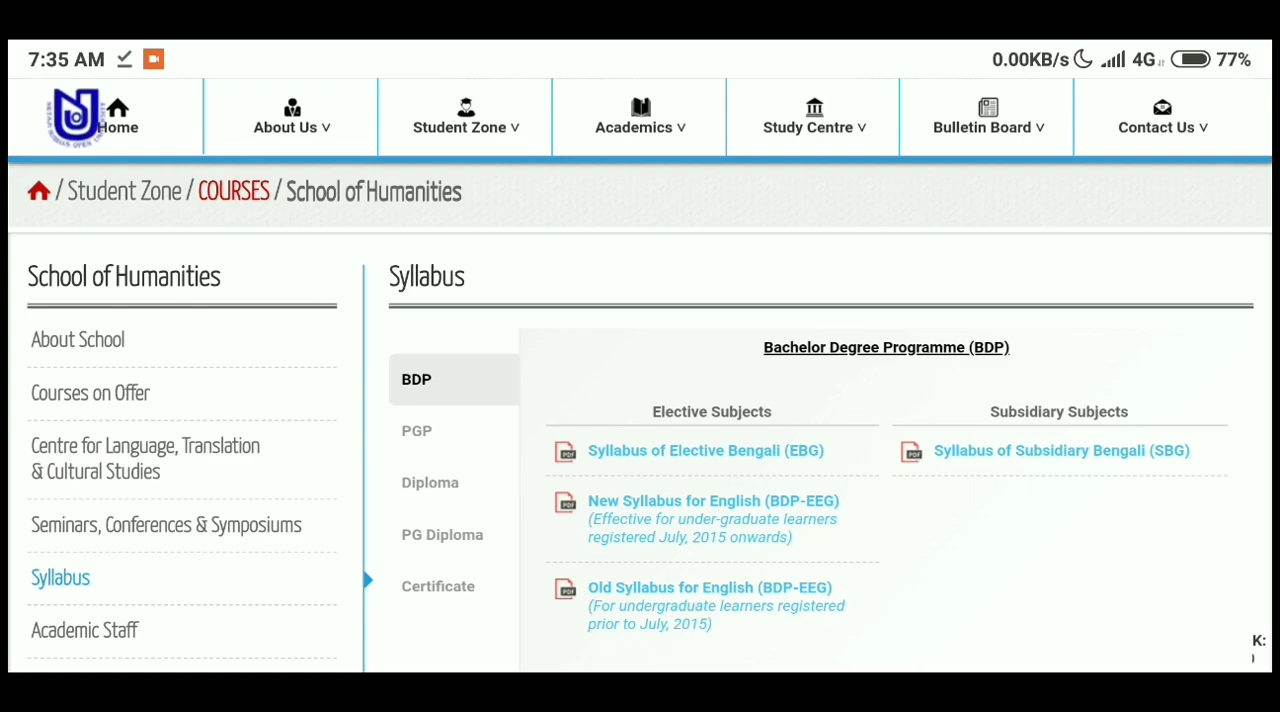 7:35 AM
0.00KB/s 4G 77%
Home
About Us ˅
Student Zone ˅
Academics ˅
Study Centre ˅
Bulletin Board ˅
Contact Us ˅
/ Student Zone / COURSES / School of Humanities
School of Humanities
About School
Courses on Offer
Centre for Language, Translation
& Cultural Studies
Seminars, Conferences & Symposiums
Syllabus
Academic Staff
Syllabus
BDP
PGP
Diploma
PG Diploma
Certificate
Bachelor Degree Programme (BDP)
Elective Subjects
PDF Syllabus of Elective Bengali (EBG)
PDF New Syllabus for English (BDP-EEG)
(Effective for under-graduate learners
registered July, 2015 onwards)
PDF Old Syllabus for English (BDP-EEG)
(For undergraduate learners registered
prior to July, 2015)
Subsidiary Subjects
PDF Syllabus of Subsidiary Bengali (SBG)
K: